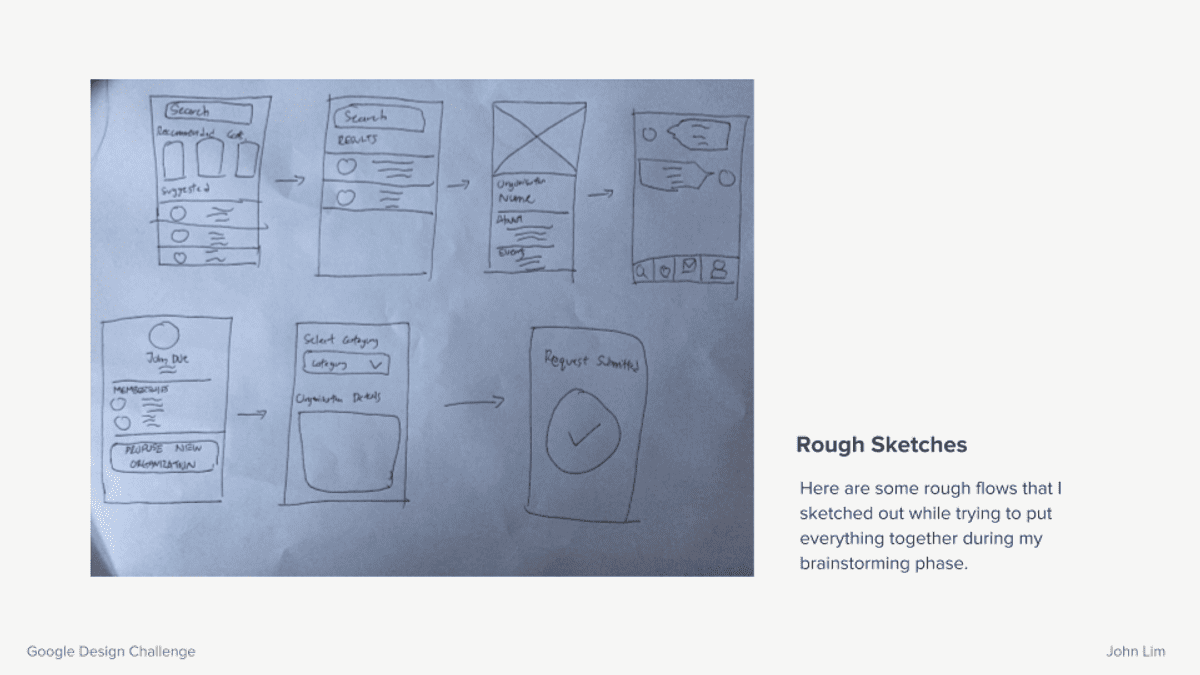 Search
Recommended
Suggested
Search
RESULTS
Organization
Name
About
Events
John Doe
MEMBERSHIPS
PROPOSE NEW
ORGANIZATION
Select Category
Category
Organization Details
Request Submitted
Rough Sketches
Here are some rough flows that I
sketched out while trying to put
everything together during my
brainstorming phase.
Google Design Challenge
John Lim